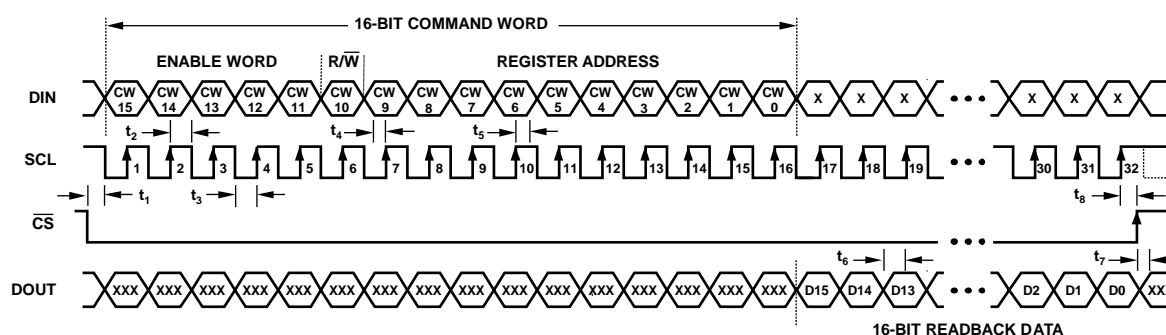 16-BIT COMMAND WORD
ENABLE WORD R/W̅ REGISTER ADDRESS
DIN CW 15 CW 14 CW 13 CW 12 CW 11 CW 10 CW 9 CW 8 CW 7 CW 6 CW 5 CW 4 CW 3 CW 2 CW 1 CW 0 X X X X X X
t2 t4 t5
SCL 1 2 3 4 5 6 7 8 9 10 11 12 13 14 15 16 17 18 19 30 31 32
t1 t3 t8
C̅S̅
t6 t7
DOUT XXX XXX XXX XXX XXX XXX XXX XXX XXX XXX XXX XXX XXX XXX XXX XXX D15 D14 D13 D2 D1 D0 XX
16-BIT READBACK DATA